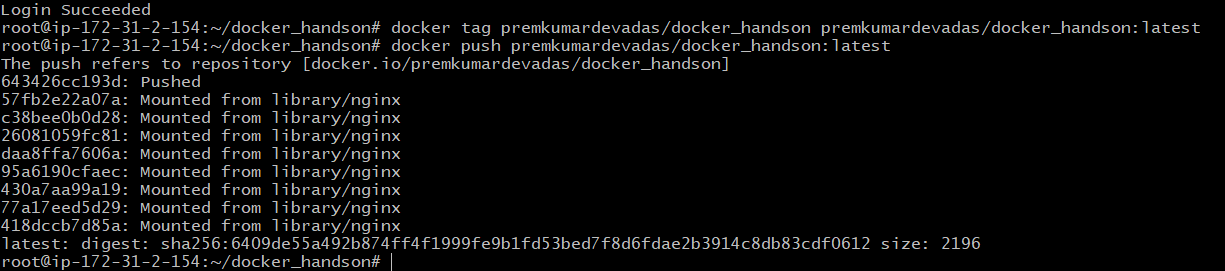 Login Succeeded
root@ip-172-31-2-154:~/docker_handson# docker tag premkumardevadas/docker_handson premkumardevadas/docker_handson:latest
root@ip-172-31-2-154:~/docker_handson# docker push premkumardevadas/docker_handson:latest
The push refers to repository [docker.io/premkumardevadas/docker_handson]
643426cc193d: Pushed
57fb2e22a07a: Mounted from library/nginx
c38bee0b0d28: Mounted from library/nginx
26081059fc81: Mounted from library/nginx
daa8ffa7606a: Mounted from library/nginx
95a6190cfaec: Mounted from library/nginx
430a7aa99a19: Mounted from library/nginx
77a17eed5d29: Mounted from library/nginx
418dccb7d85a: Mounted from library/nginx
latest: digest: sha256:6409de55a492b874ff4f1999fe9b1fd53bed7f8d6fdae2b3914c8db83cdf0612 size: 2196
root@ip-172-31-2-154:~/docker_handson#